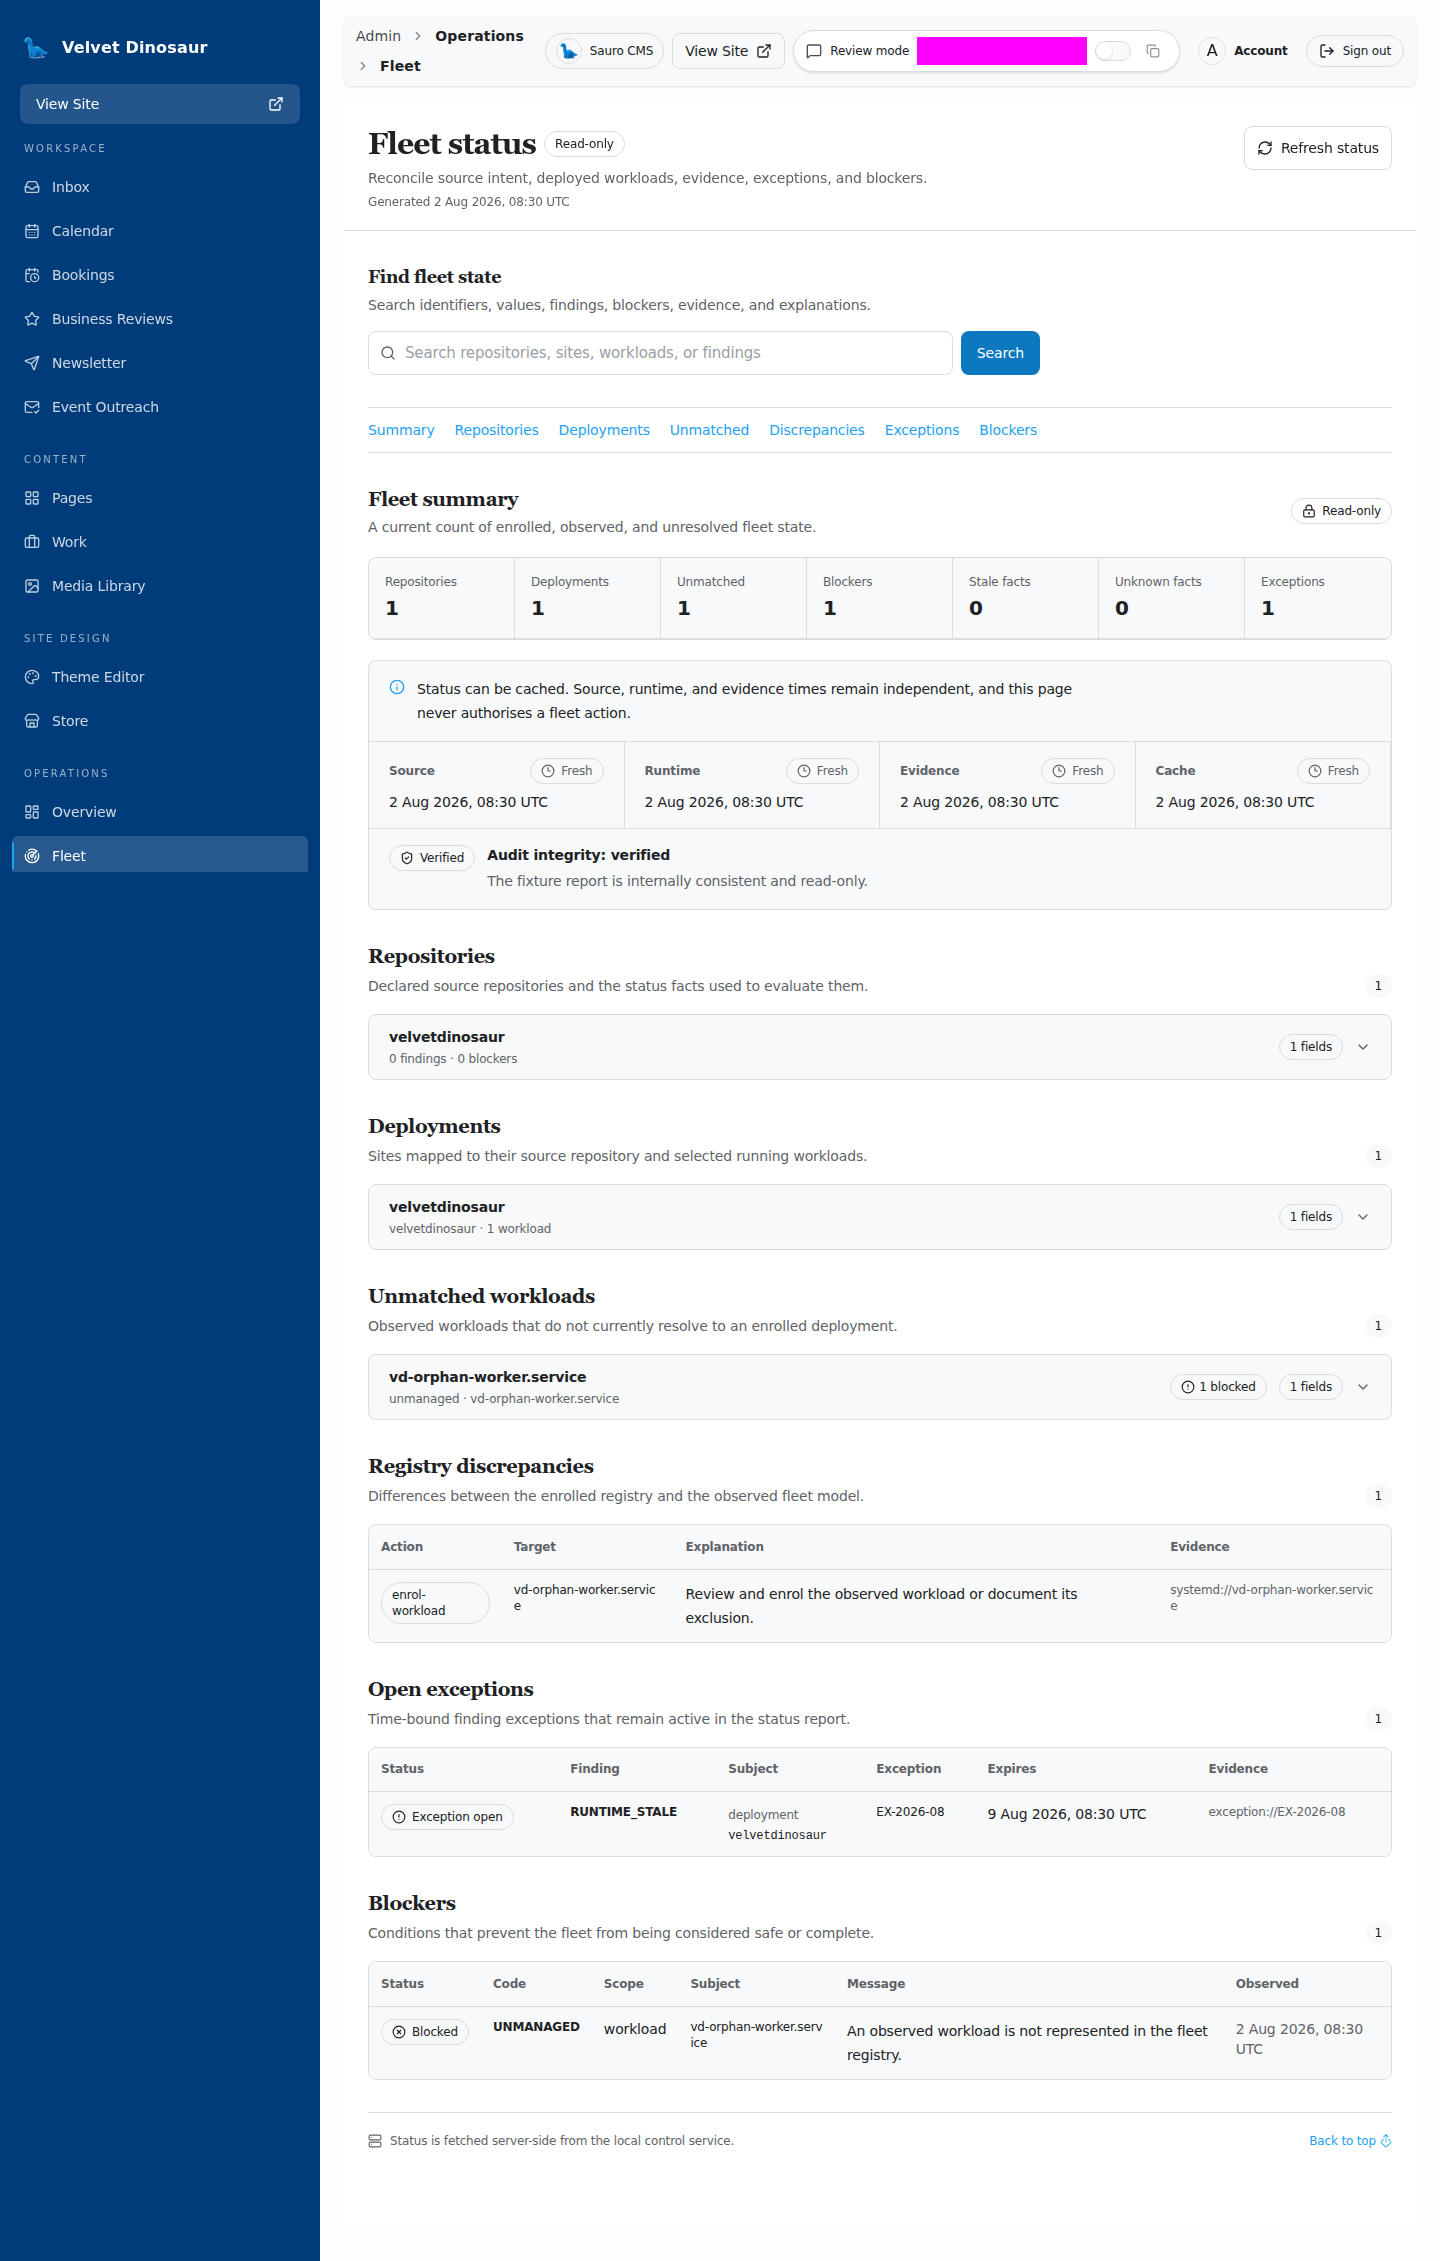 Velvet Dinosaur
View Site
WORKSPACE
Inbox
Calendar
Bookings
Business Reviews
Newsletter
Event Outreach
CONTENT
Pages
Work
Media Library
SITE DESIGN
Theme Editor
Store
OPERATIONS
Overview
Fleet
Admin
Operations
Fleet
Sauro CMS
View Site
Review mode
A
Account
Sign out
Fleet status
Read-only
Refresh status
Reconcile source intent, deployed workloads, evidence, exceptions, and blockers.
Generated 2 Aug 2026, 08:30 UTC
Find fleet state
Search identifiers, values, findings, blockers, evidence, and explanations.
Search repositories, sites, workloads, or findings
Search
Summary Repositories Deployments Unmatched Discrepancies Exceptions Blockers
Fleet summary
A current count of enrolled, observed, and unresolved fleet state.
Read-only
Repositories Deployments Unmatched Blockers Stale facts Unknown facts Exceptions
1 1 1 1 0 0 1
Status can be cached. Source, runtime, and evidence times remain independent, and this page
never authorises a fleet action.
Source Fresh Runtime Fresh Evidence Fresh Cache Fresh
2 Aug 2026, 08:30 UTC 2 Aug 2026, 08:30 UTC 2 Aug 2026, 08:30 UTC 2 Aug 2026, 08:30 UTC
Verified Audit integrity: verified
The fixture report is internally consistent and read-only.
Repositories
Declared source repositories and the status facts used to evaluate them. 1
velvetdinosaur
0 findings · 0 blockers
1 fields
Deployments
Sites mapped to their source repository and selected running workloads. 1
velvetdinosaur
velvetdinosaur · 1 workload
1 fields
Unmatched workloads
Observed workloads that do not currently resolve to an enrolled deployment. 1
vd-orphan-worker.service
unmanaged · vd-orphan-worker.service
1 blocked 1 fields
Registry discrepancies
Differences between the enrolled registry and the observed fleet model. 1
Action Target Explanation Evidence
enrol-
workload
vd-orphan-worker.servic
e
Review and enrol the observed workload or document its
exclusion.
systemd://vd-orphan-worker.servic
e
Open exceptions
Time-bound finding exceptions that remain active in the status report. 1
Status Finding Subject Exception Expires Evidence
Exception open RUNTIME_STALE deployment EX-2026-08 9 Aug 2026, 08:30 UTC exception://EX-2026-08
velvetdinosaur
Blockers
Conditions that prevent the fleet from being considered safe or complete. 1
Status Code Scope Subject Message Observed
Blocked UNMANAGED workload
vd-orphan-worker.serv
ice
An observed workload is not represented in the fleet
registry.
2 Aug 2026, 08:30
UTC
Status is fetched server-side from the local control service.
Back to top